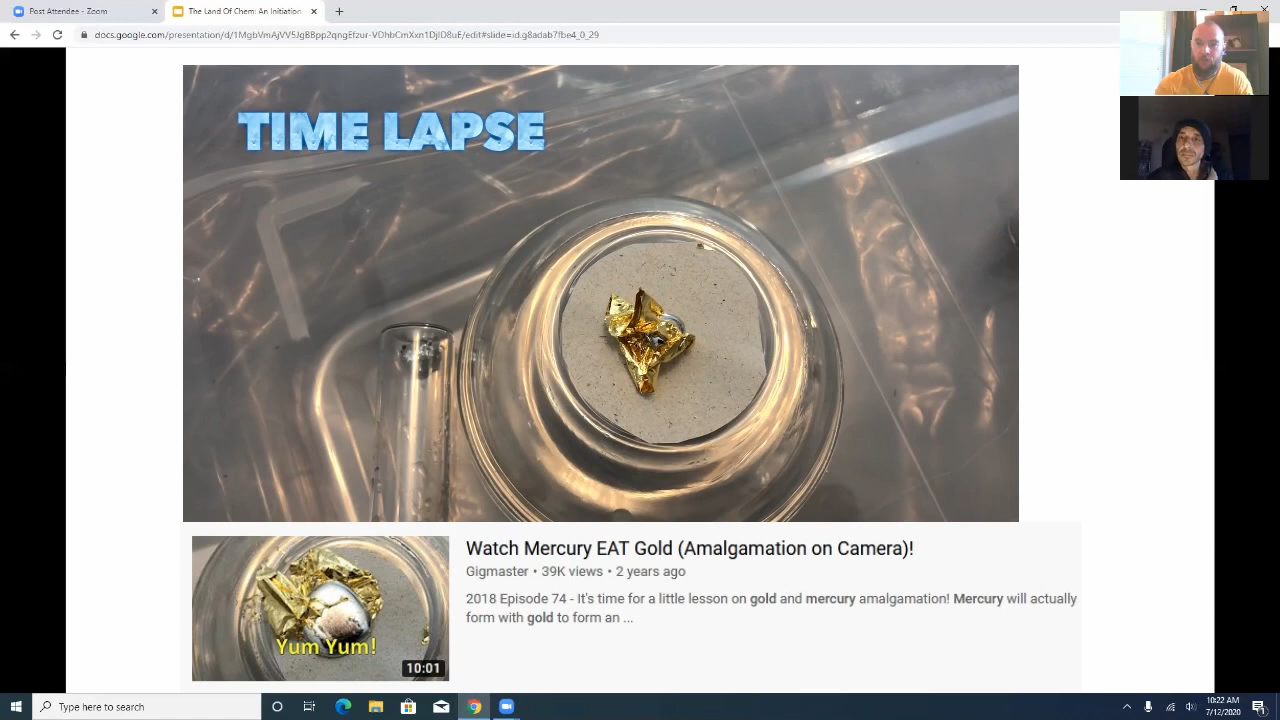 Post Attendee - Zoom
The Land Of Chem: An Initiation
docs.google.com/presentation/d/1MgbVmAjVV5JgBBpp2qngEfzur-VDhbCmXxn1DjlD8uE/edit#slide=id.g8adab7fbe4_0_29
TIME LAPSE
Watch Mercury EAT Gold (Amalgamation on Camera)!
Gigmaster • 39K views • 2 years ago
2018 Episode 74 - It's time for a little lesson on gold and mercury amalgamation! Mercury will actually
form with gold to form an ...
Yum Yum!
10:01
Type here to search
10:22 AM
7/12/2020